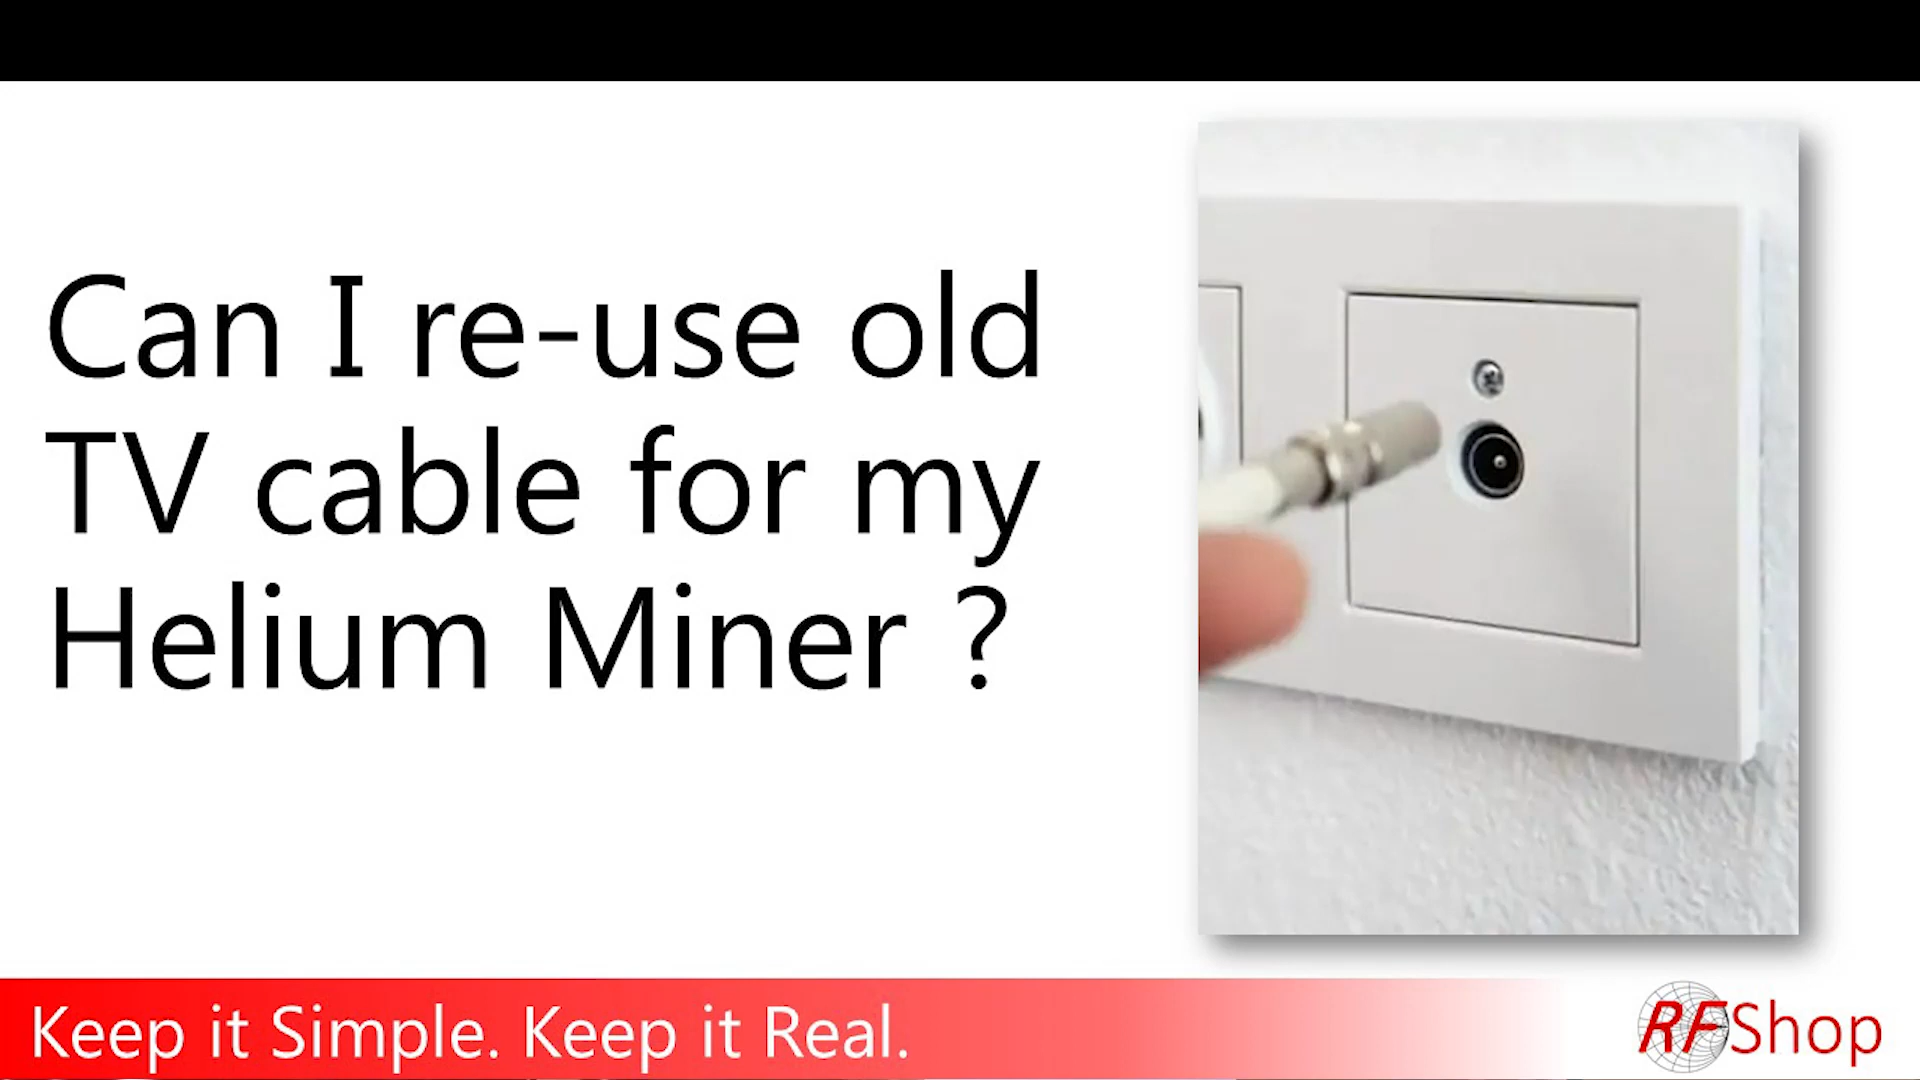 Can I re-use old
TV cable for my
Helium Miner ?
Keep it Simple. Keep it Real.
RFShop